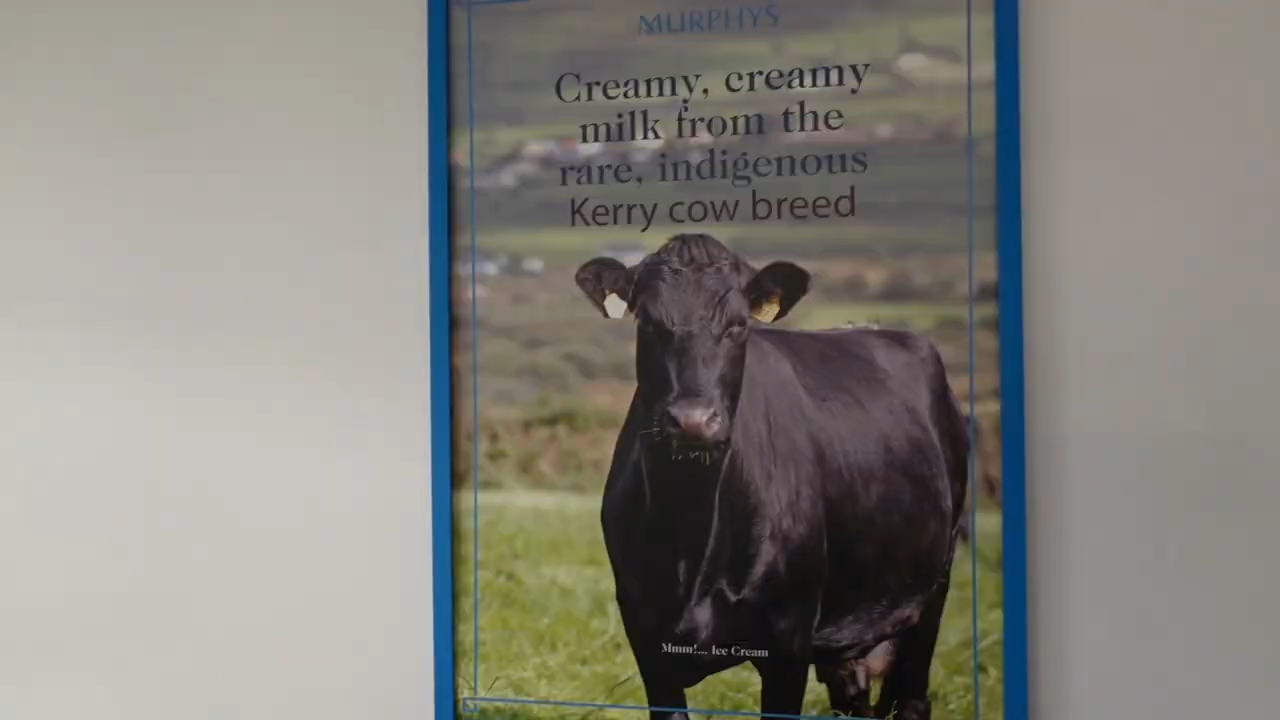 MURPHYS
Creamy, creamy
milk from the
rare, indigenous
Kerry cow breed
Mmm!... Ice Cream